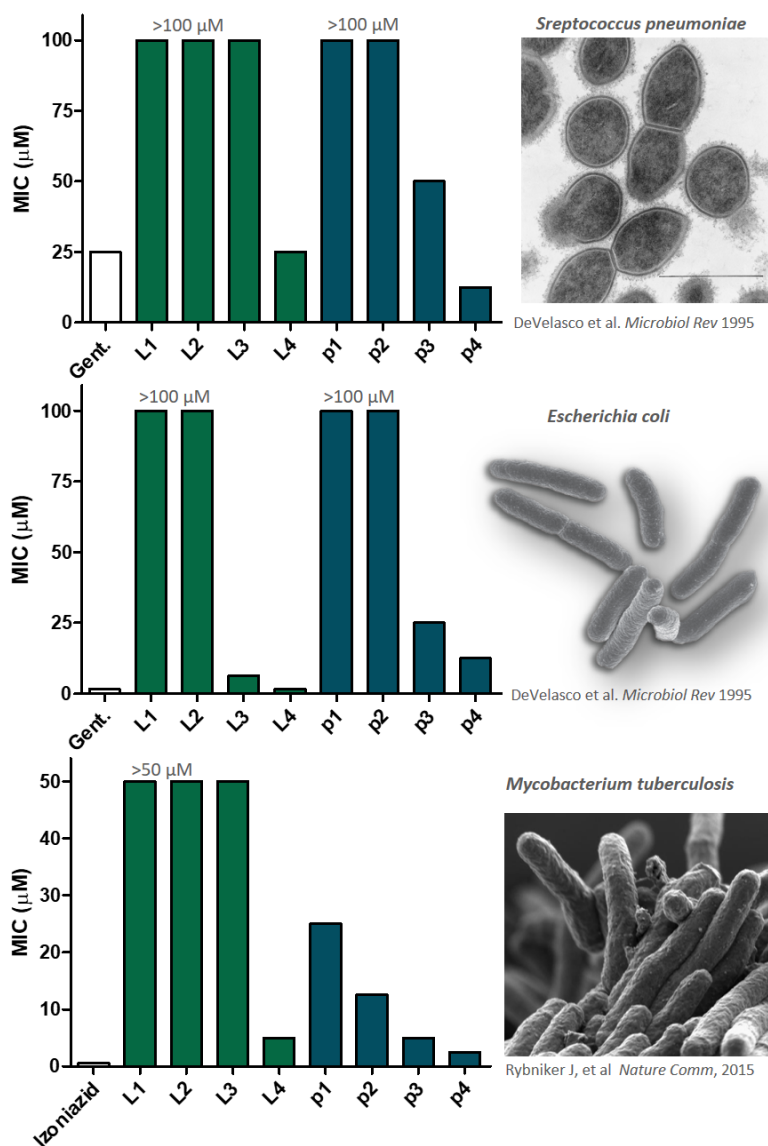 >100 µM
>100 µM
Sreptococcus pneumoniae
MIC (µM)
100
75
50
25
0
Gent.
L1
L2
L3
L4
p1
p2
p3
p4
DeVelasco et al. Microbiol Rev 1995
>100 µM
>100 µM
Escherichia coli
MIC (µM)
100
75
50
25
0
Gent.
L1
L2
L3
L4
p1
p2
p3
p4
DeVelasco et al. Microbiol Rev 1995
>50 µM
Mycobacterium tuberculosis
MIC (µM)
50
40
30
20
10
0
Izoniazid
L1
L2
L3
L4
p1
p2
p3
p4
Rybniker J, et al Nature Comm, 2015